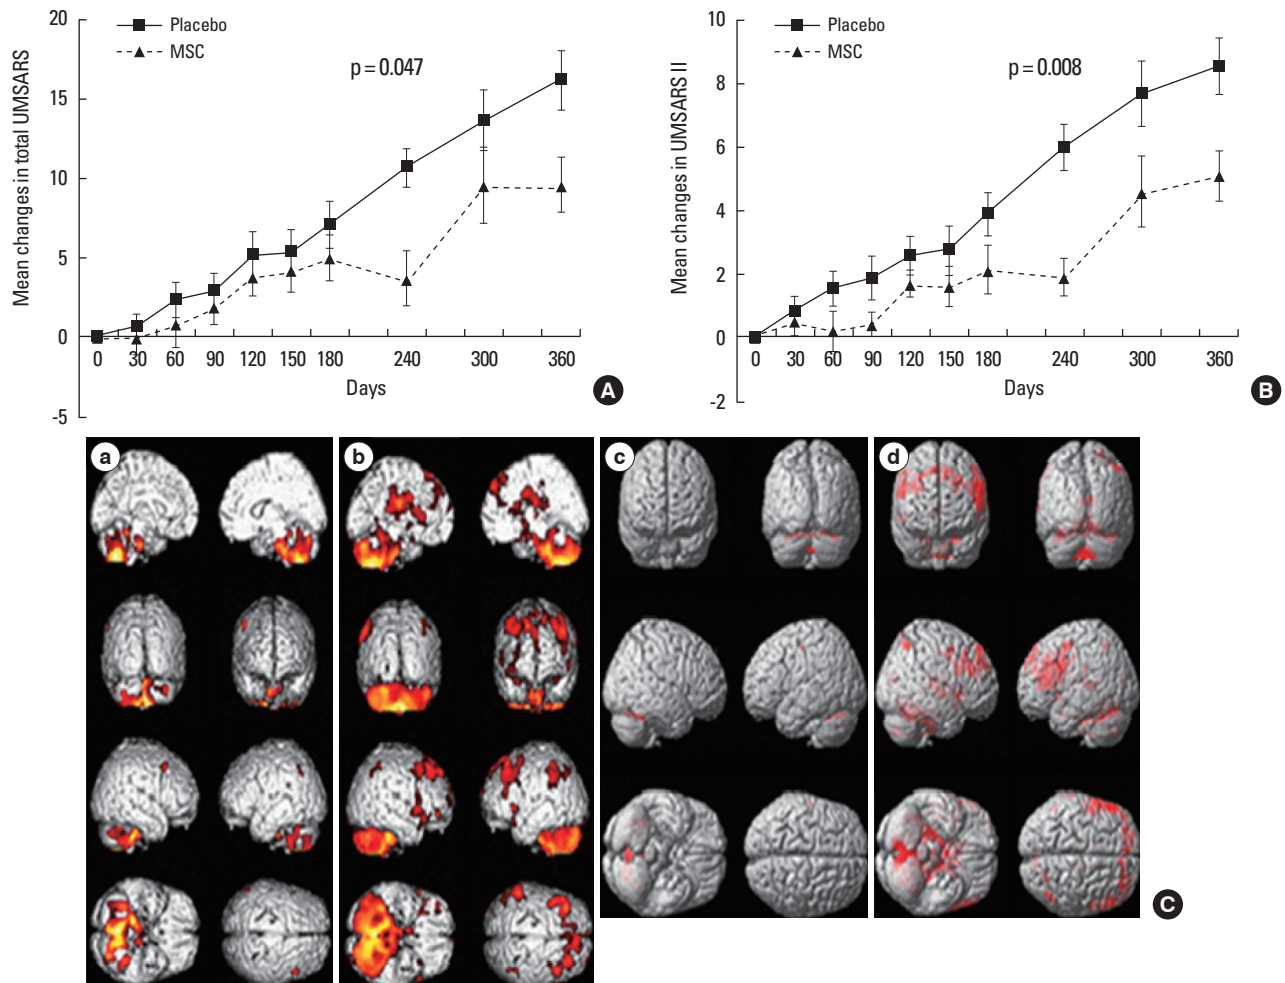 20
15
10
5
0
-5
Mean changes in total UMSARS
Placebo
MSC
p = 0.047
0 30 60 90 120 150 180 240 300 360
Days
A
10
8
6
4
2
0
-2
Mean changes in UMSARS II
Placebo
MSC
p = 0.008
0 30 60 90 120 150 180 240 300 360
Days
B
a
b
c
d
C